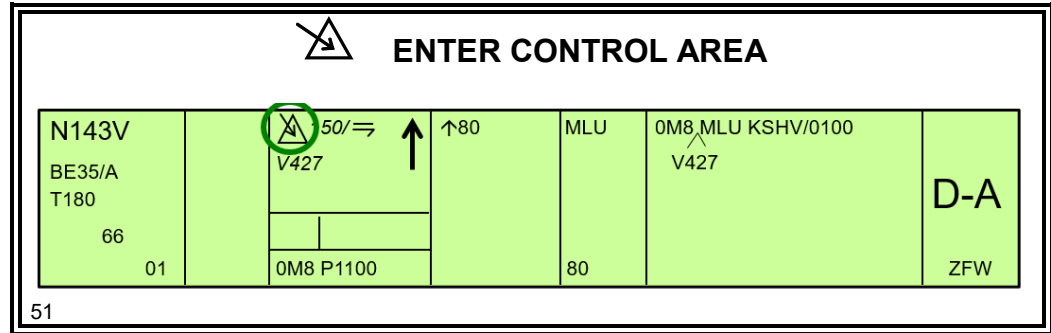 ENTER CONTROL AREA
N143V
BE35/A
T180
66
01
150/⇌ ↑
V427
0M8 P1100
↑80
MLU
80
0M8 MLU KSHV/0100
V427
D-A
ZFW
51